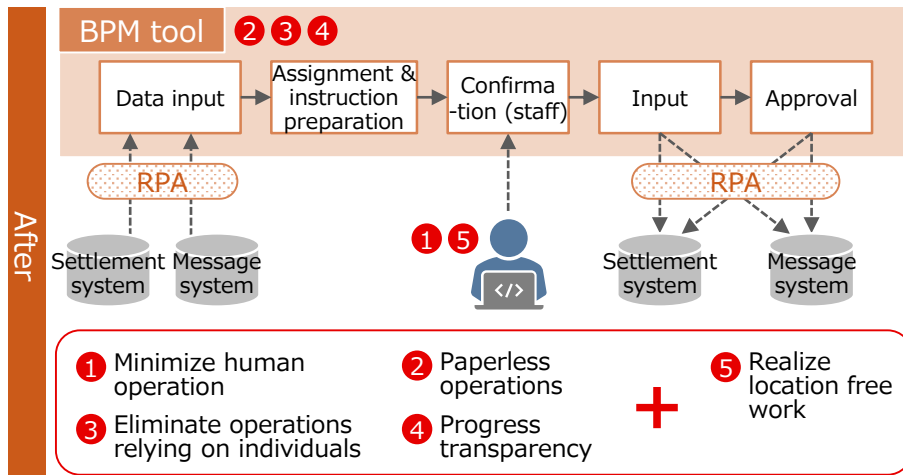 After
BPM tool
2 3 4
Data input
Assignment &
instruction
preparation
Confirma
-tion (staff)
Input
Approval
RPA
RPA
Settlement
system
Message
system
1 5
</>
Settlement
system
Message
system
1 Minimize human
operation
2 Paperless
operations
+
5 Realize
location free
work
3 Eliminate operations
relying on individuals
4 Progress
transparency